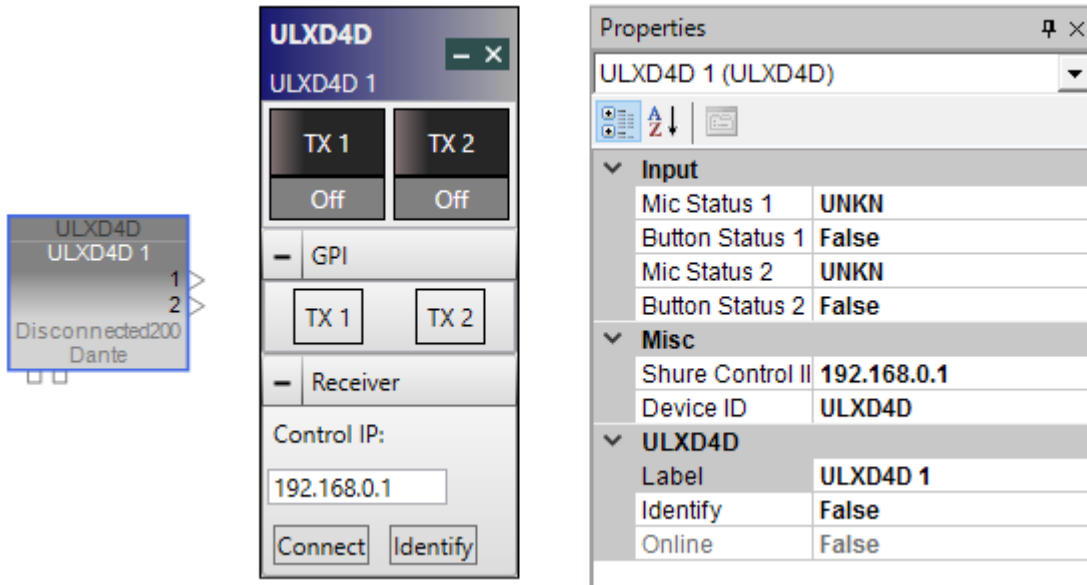 ULXD4D
ULXD4D 1
1
2
Disconnected200
Dante
ULXD4D
ULXD4D 1
TX 1 TX 2
Off Off
GPI
TX 1 TX 2
Receiver
Control IP:
192.168.0.1
Connect Identify
Properties
ULXD4D 1 (ULXD4D)
Input
Mic Status 1 UNKN
Button Status 1 False
Mic Status 2 UNKN
Button Status 2 False
Misc
Shure Control II 192.168.0.1
Device ID ULXD4D
ULXD4D
Label ULXD4D 1
Identify False
Online False